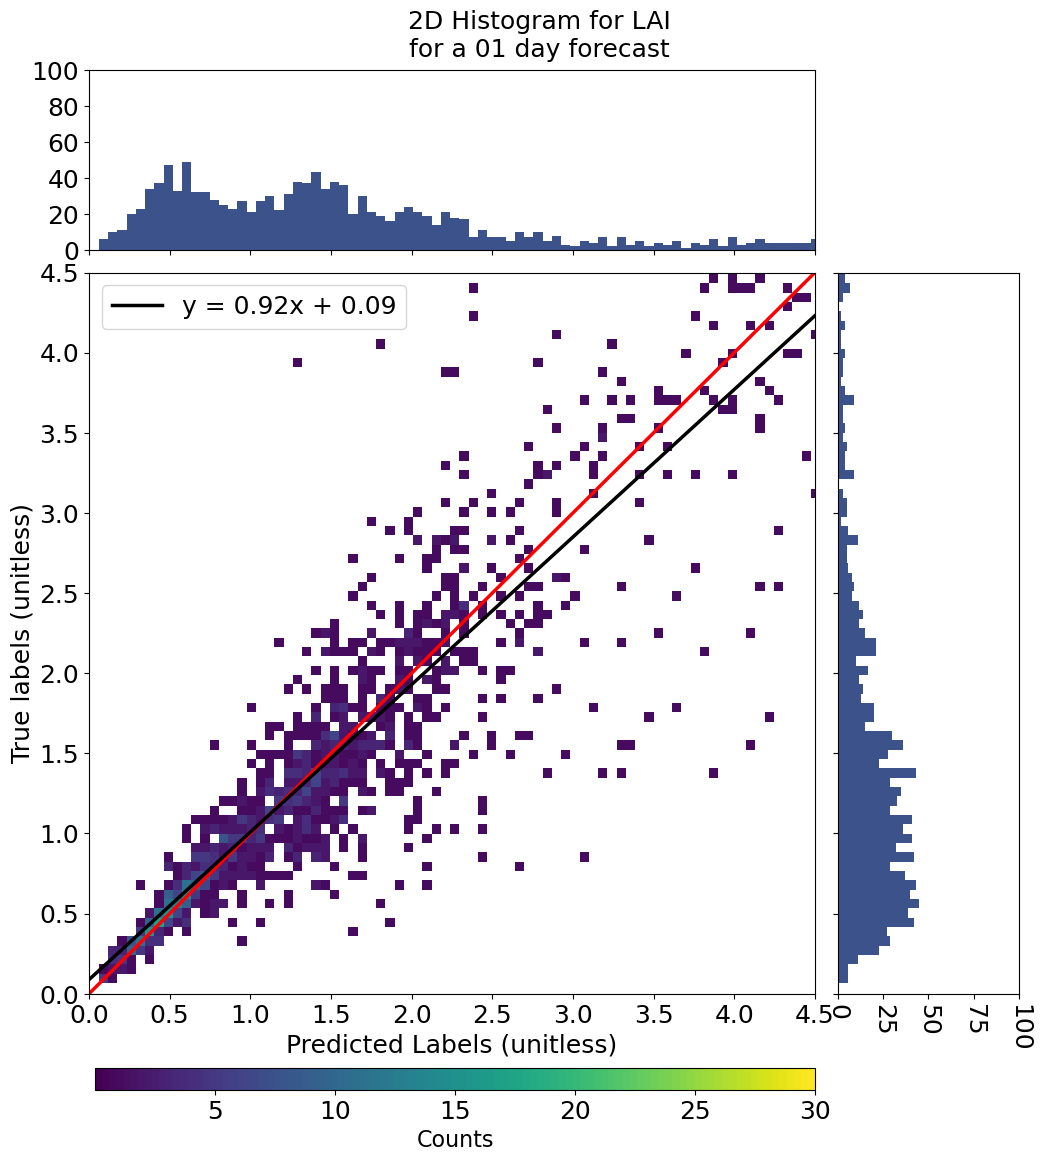 2D Histogram for LAI
for a 01 day forecast
100
80
60
40
20
0
4.5
4.0
3.5
3.0
2.5
2.0
1.5
1.0
0.5
0.0
y = 0.92x + 0.09
True labels (unitless)
0.0 0.5 1.0 1.5 2.0 2.5 3.0 3.5 4.0 4.5
Predicted Labels (unitless)
0 25 50 75 100
5 10 15 20 25 30
Counts